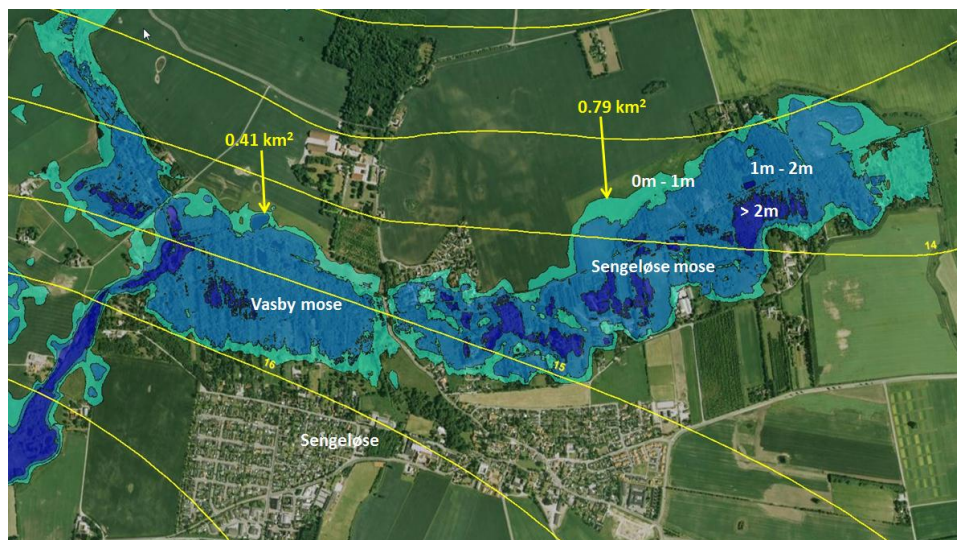 0.79 km²
0.41 km²
0m - 1m
1m - 2m
> 2m
14
Sengeløse mose
Vasby mose
16
15
Sengeløse